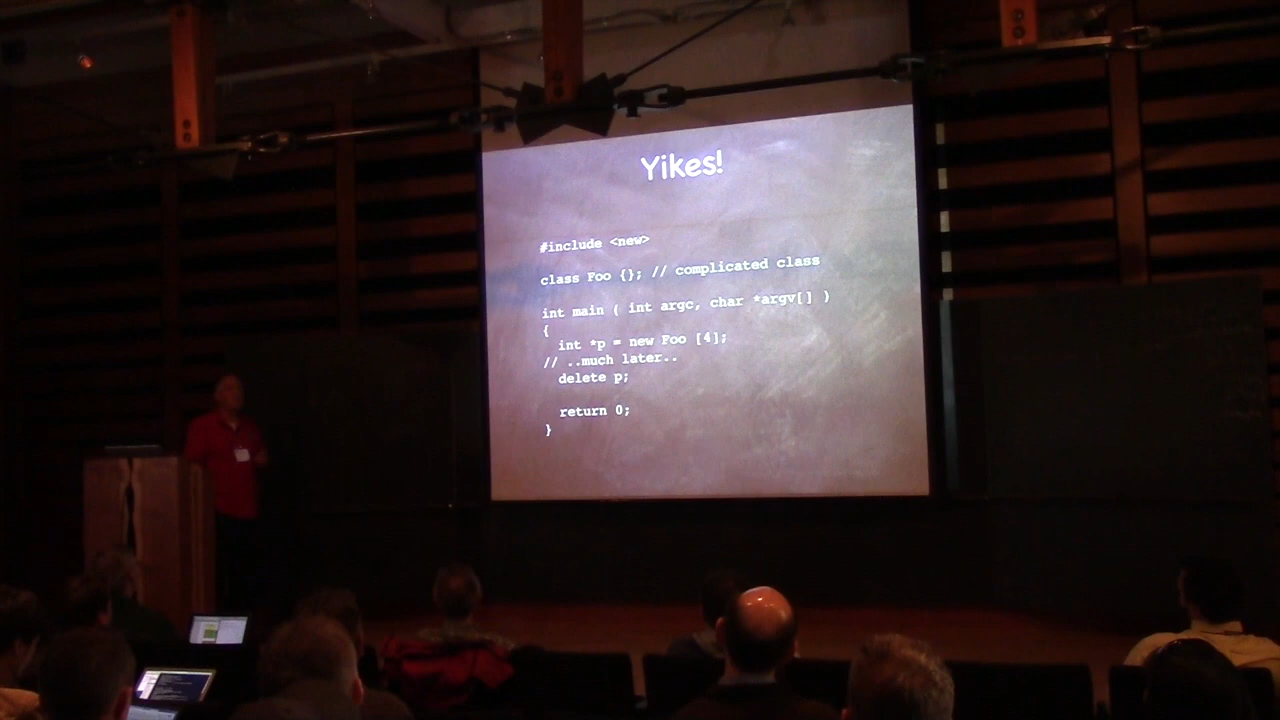 Yikes!
#include <new>
class Foo {}; // complicated class
int main ( int argc, char *argv[] )
{
int *p = new Foo [4];
// ..much later..
delete p;
return 0;
}